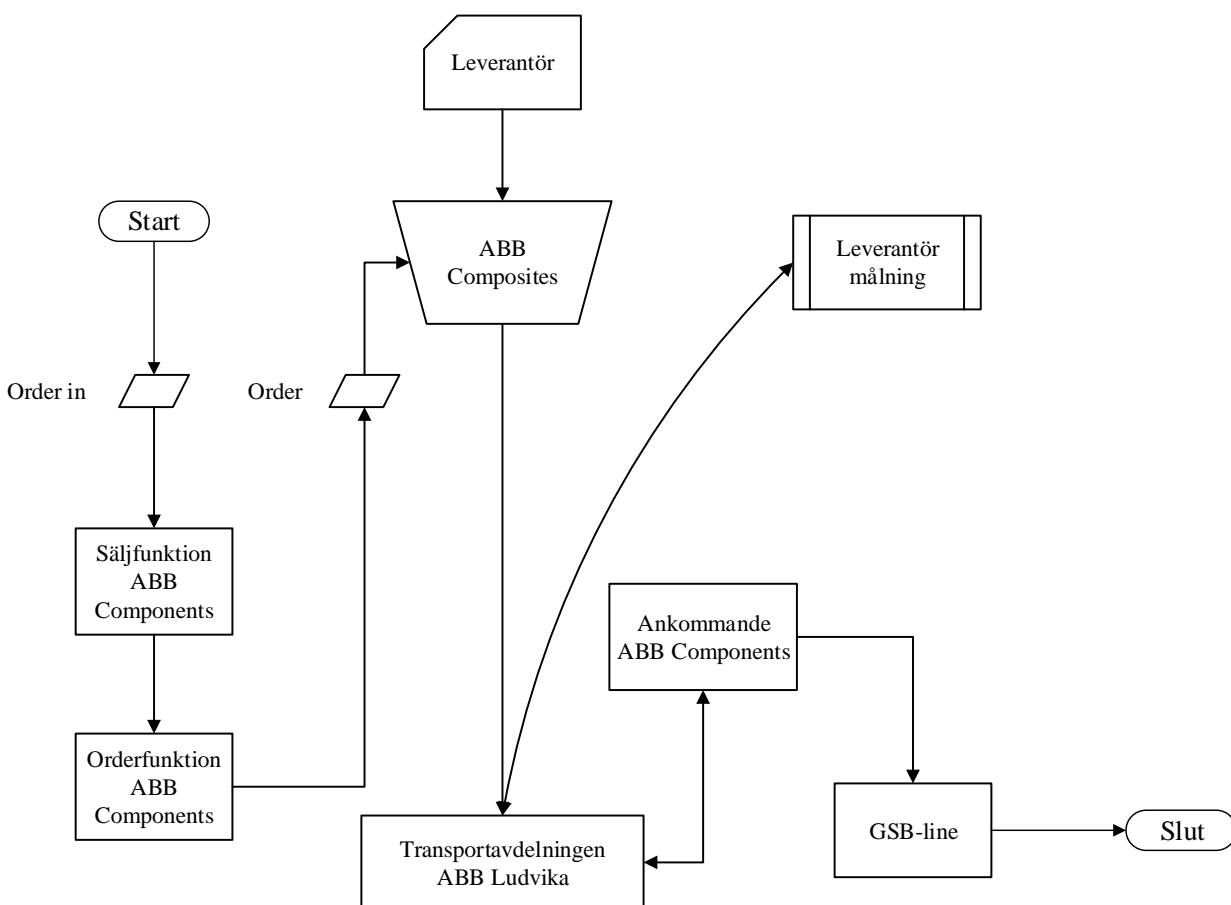 Leverantör
Start
ABB
Composites
Leverantör
målning
Order in
Order
Säljfunktion
ABB
Components
Ankommande
ABB Components
Orderfunktion
ABB
Components
GSB-line
Slut
Transportavdelningen
ABB Ludvika